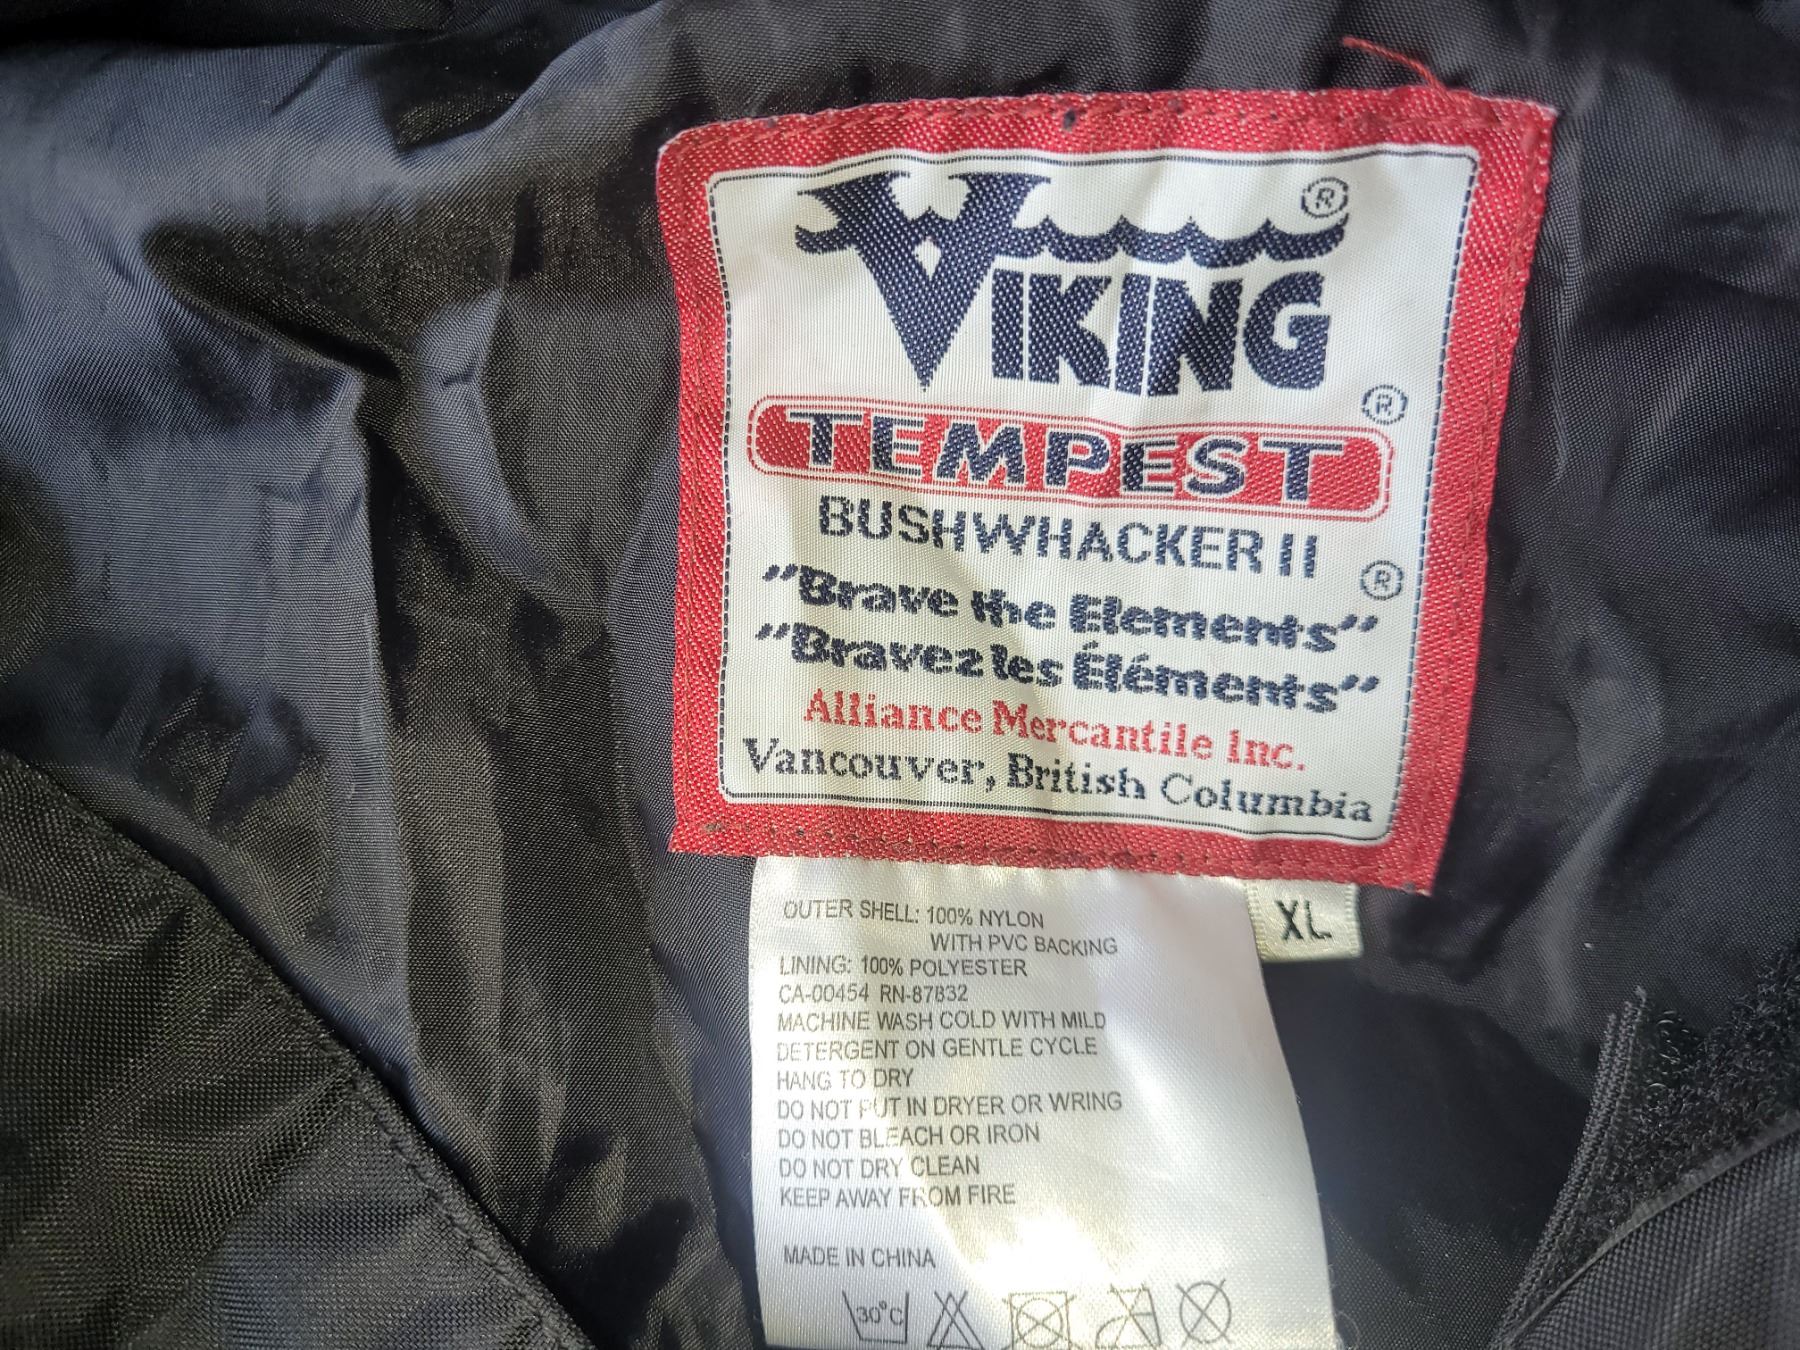 VIKING ®
TEMPEST ®
BUSHWHACKER II
"Brave the Elements" ®
"Bravez les Éléments"
Alliance Mercantile Inc.
Vancouver, British Columbia
XL
OUTER SHELL: 100% NYLON
WITH PVC BACKING
LINING: 100% POLYESTER
CA-00454 RN-87832
MACHINE WASH COLD WITH MILD
DETERGENT ON GENTLE CYCLE
HANG TO DRY
DO NOT PUT IN DRYER OR WRING
DO NOT BLEACH OR IRON
DO NOT DRY CLEAN
KEEP AWAY FROM FIRE
MADE IN CHINA
30°C